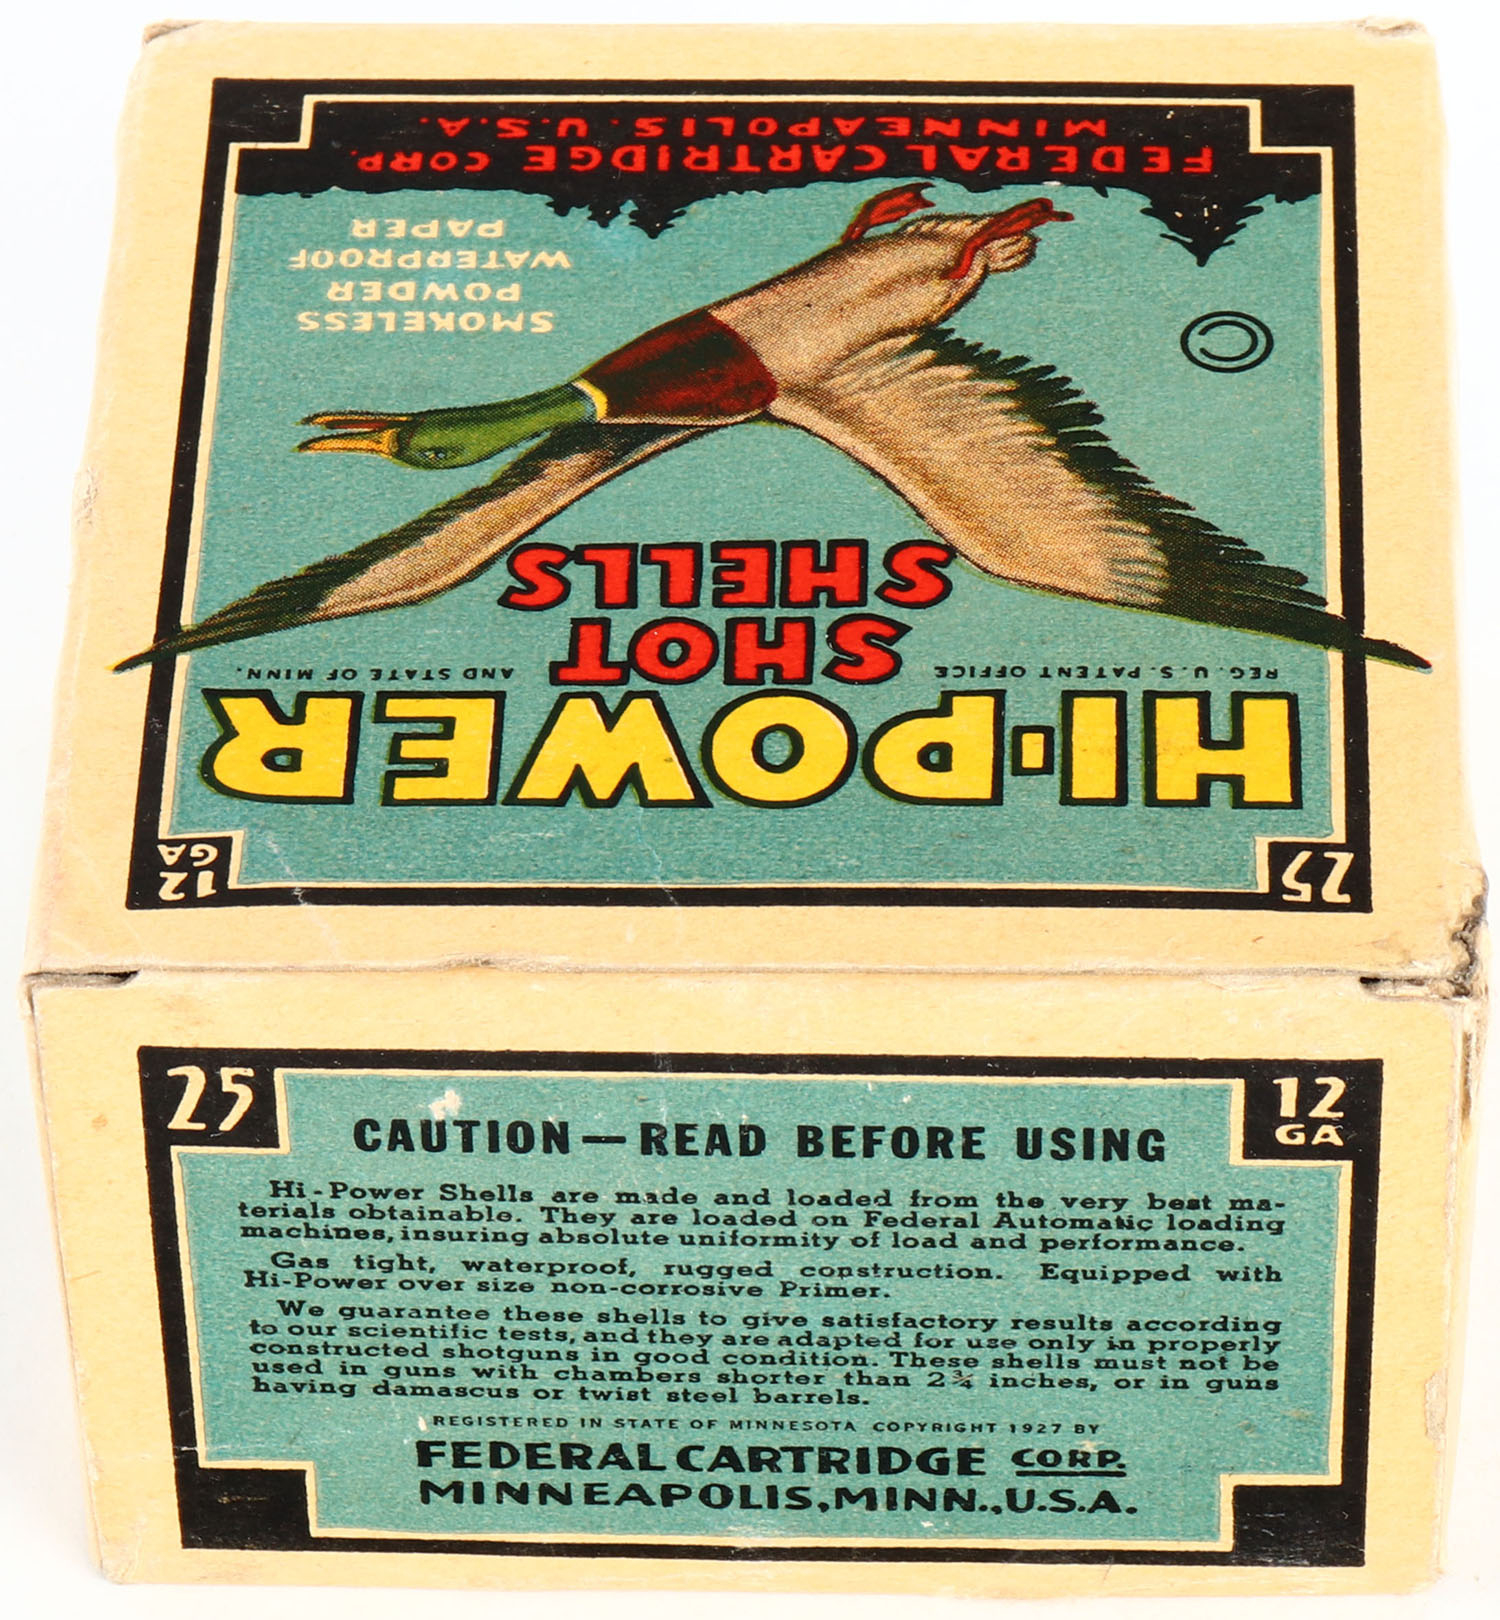 FEDERAL CARTRIDGE CORP.
MINNEAPOLIS. U.S.A.
SMOKELESS
POWDER
WATERPROOF
PAPER
©
SHOT
SHELLS
REG. U.S. PATENT OFFICE
AND STATE OF MINN.
HI-POWER
25
12
GA
25
12
GA
CAUTION—READ BEFORE USING
Hi-Power Shells are made and loaded from the very best ma-
terials obtainable. They are loaded on Federal Automatic loading
machines, insuring absolute uniformity of load and performance.
Gas tight, waterproof, rugged construction. Equipped with
Hi-Power over size non-corrosive Primer.
We guarantee these shells to give satisfactory results according
to our scientific tests, and they are adapted for use only in properly
constructed shotguns in good condition. These shells must not be
used in guns with chambers shorter than 2¾ inches, or in guns
having damascus or twist steel barrels.
REGISTERED IN STATE OF MINNESOTA COPYRIGHT 1927 BY
FEDERAL CARTRIDGE CORP.
MINNEAPOLIS, MINN., U.S.A.